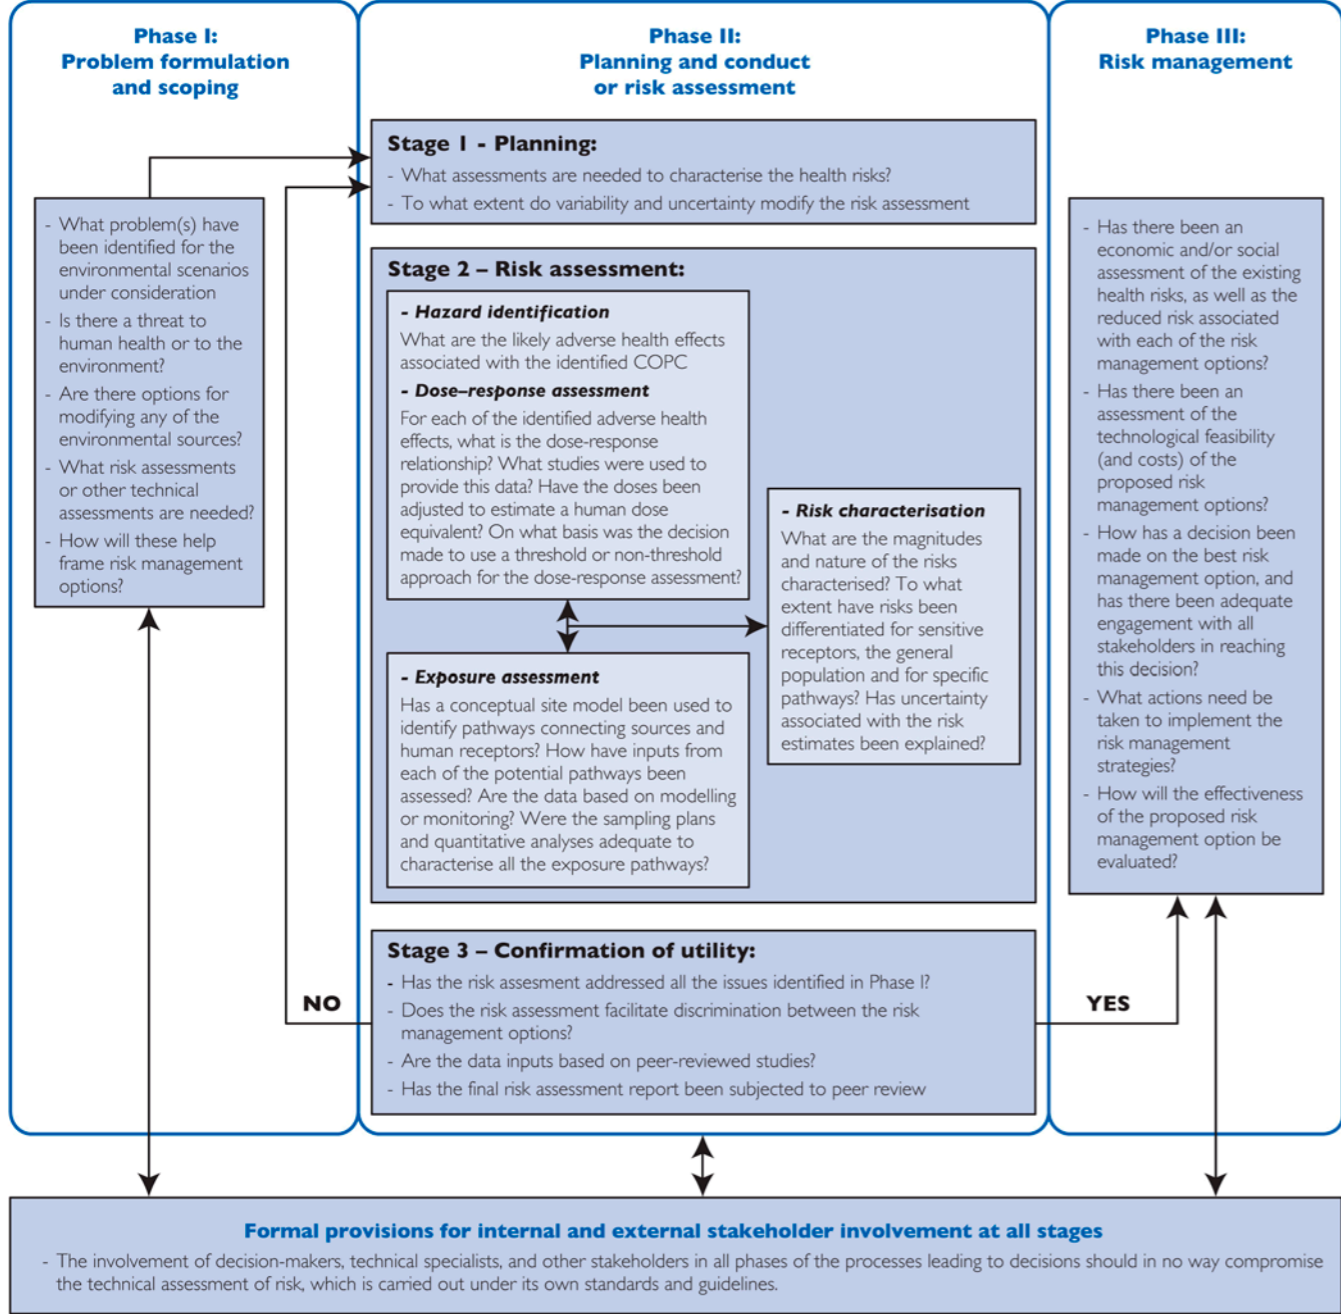 Phase I:
Problem formulation
and scoping
- What problem(s) have
been identified for the
environmental scenarios
under consideration
- Is there a threat to
human health or to the
environment?
- Are there options for
modifying any of the
environmental sources?
- What risk assessments
or other technical
assessments are needed?
- How will these help
frame risk management
options?
Phase II:
Planning and conduct
or risk assessment
Stage 1 - Planning:
- What assessments are needed to characterise the health risks?
- To what extent do variability and uncertainty modify the risk assessment
Stage 2 – Risk assessment:
- Hazard identification
What are the likely adverse health effects
associated with the identified COPC
- Dose–response assessment
For each of the identified adverse health
effects, what is the dose-response
relationship? What studies were used to
provide this data? Have the doses been
adjusted to estimate a human dose
equivalent? On what basis was the decision
made to use a threshold or non-threshold
approach for the dose-response assessment?
- Exposure assessment
Has a conceptual site model been used to
identify pathways connecting sources and
human receptors? How have inputs from
each of the potential pathways been
assessed? Are the data based on modelling
or monitoring? Were the sampling plans
and quantitative analyses adequate to
characterise all the exposure pathways?
- Risk characterisation
What are the magnitudes
and nature of the risks
characterised? To what
extent have risks been
differentiated for sensitive
receptors, the general
population and for specific
pathways? Has uncertainty
associated with the risk
estimates been explained?
Stage 3 – Confirmation of utility:
- Has the risk assesment addressed all the issues identified in Phase I?
- Does the risk assessment facilitate discrimination between the risk
management options?
- Are the data inputs based on peer-reviewed studies?
- Has the final risk assessment report been subjected to peer review
NO
YES
Phase III:
Risk management
- Has there been an
economic and/or social
assessment of the existing
health risks, as well as the
reduced risk associated
with each of the risk
management options?
- Has there been an
assessment of the
technological feasibility
(and costs) of the
proposed risk
management options?
- How has a decision been
made on the best risk
management option, and
has there been adequate
engagement with all
stakeholders in reaching
this decision?
- What actions need be
taken to implement the
risk management
strategies?
- How will the effectiveness
of the proposed risk
management option be
evaluated?
Formal provisions for internal and external stakeholder involvement at all stages
- The involvement of decision-makers, technical specialists, and other stakeholders in all phases of the processes leading to decisions should in no way compromise
the technical assessment of risk, which is carried out under its own standards and guidelines.